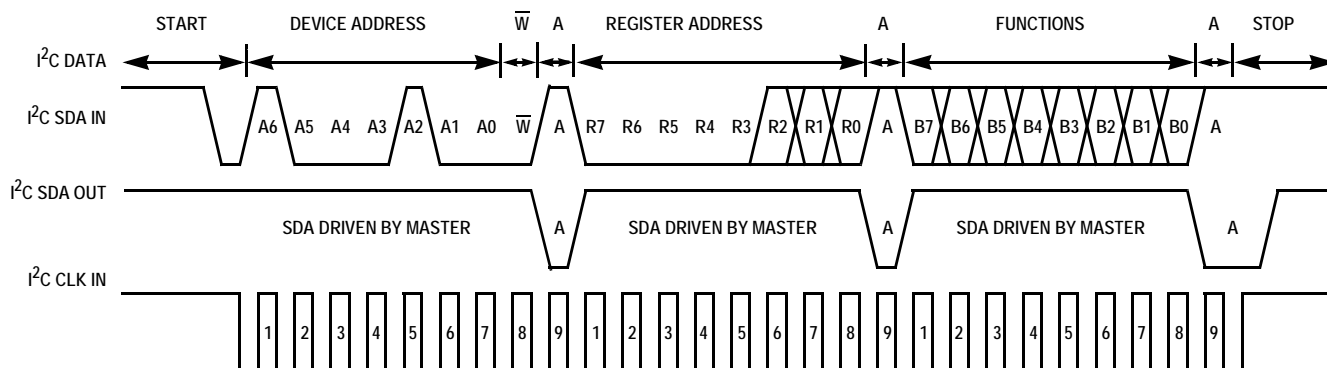 START DEVICE ADDRESS W̅ A REGISTER ADDRESS A FUNCTIONS A STOP
I²C DATA
I²C SDA IN A6 A5 A4 A3 A2 A1 A0 W̅ A R7 R6 R5 R4 R3 R2 R1 R0 A B7 B6 B5 B4 B3 B2 B1 B0 A
I²C SDA OUT
SDA DRIVEN BY MASTER A SDA DRIVEN BY MASTER A SDA DRIVEN BY MASTER A
I²C CLK IN
1 2 3 4 5 6 7 8 9 1 2 3 4 5 6 7 8 9 1 2 3 4 5 6 7 8 9